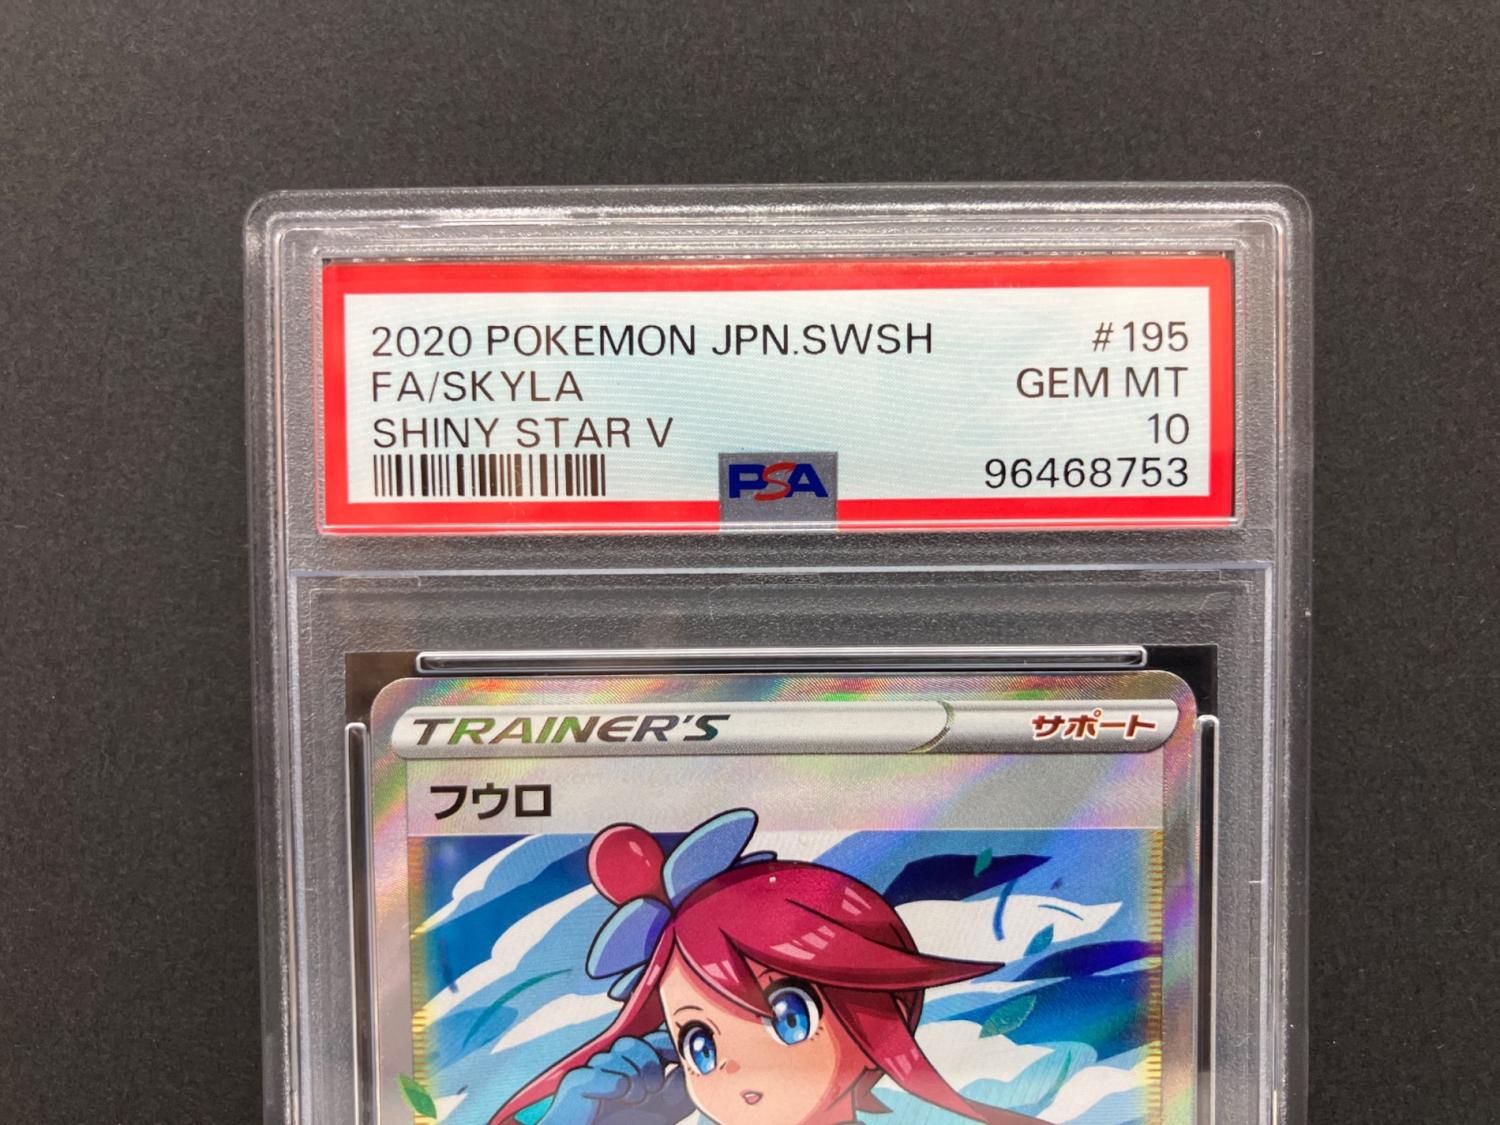 2020 POKEMON JPN.SWSH #195
FA/SKYLA GEM MT
SHINY STAR V 10
PSA 96468753
TRAINER'S サポート
フウロ